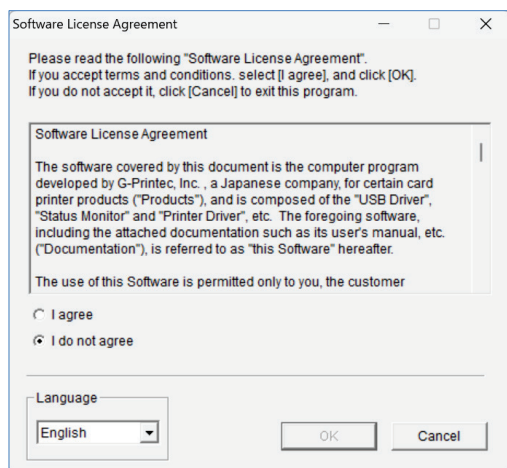 Software License Agreement
Please read the following "Software License Agreement".
If you accept terms and conditions. select [I agree], and click [OK].
If you do not accept it, click [Cancel] to exit this program.
Software License Agreement
The software covered by this document is the computer program
developed by G-Printec, Inc. , a Japanese company, for certain card
printer products ("Products"), and is composed of the "USB Driver",
"Status Monitor" and "Printer Driver", etc. The foregoing software,
including the attached documentation such as its user's manual, etc.
("Documentation"), is referred to as "this Software" hereafter.
The use of this Software is permitted only to you, the customer
I agree
I do not agree
Language
English
OK
Cancel